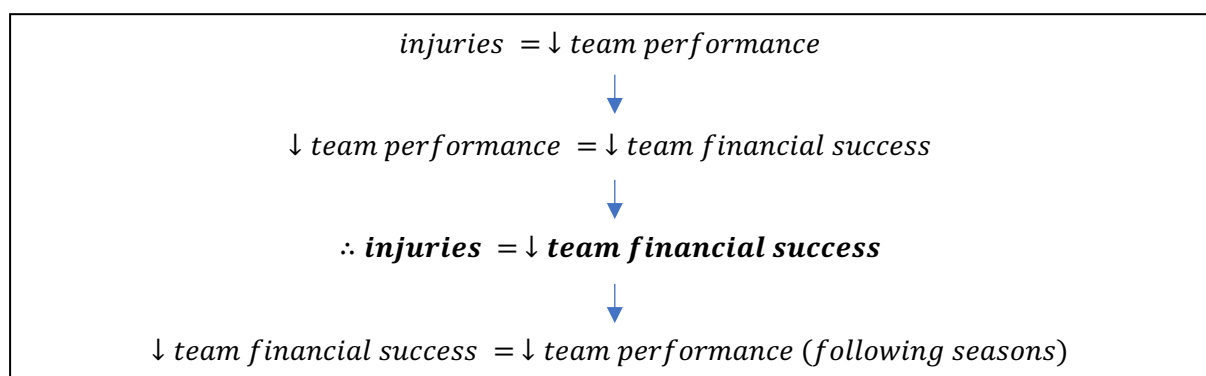 injuries = ↓ team performance
↓ team performance = ↓ team financial success
∴ injuries = ↓ team financial success
↓ team financial success = ↓ team performance (following seasons)